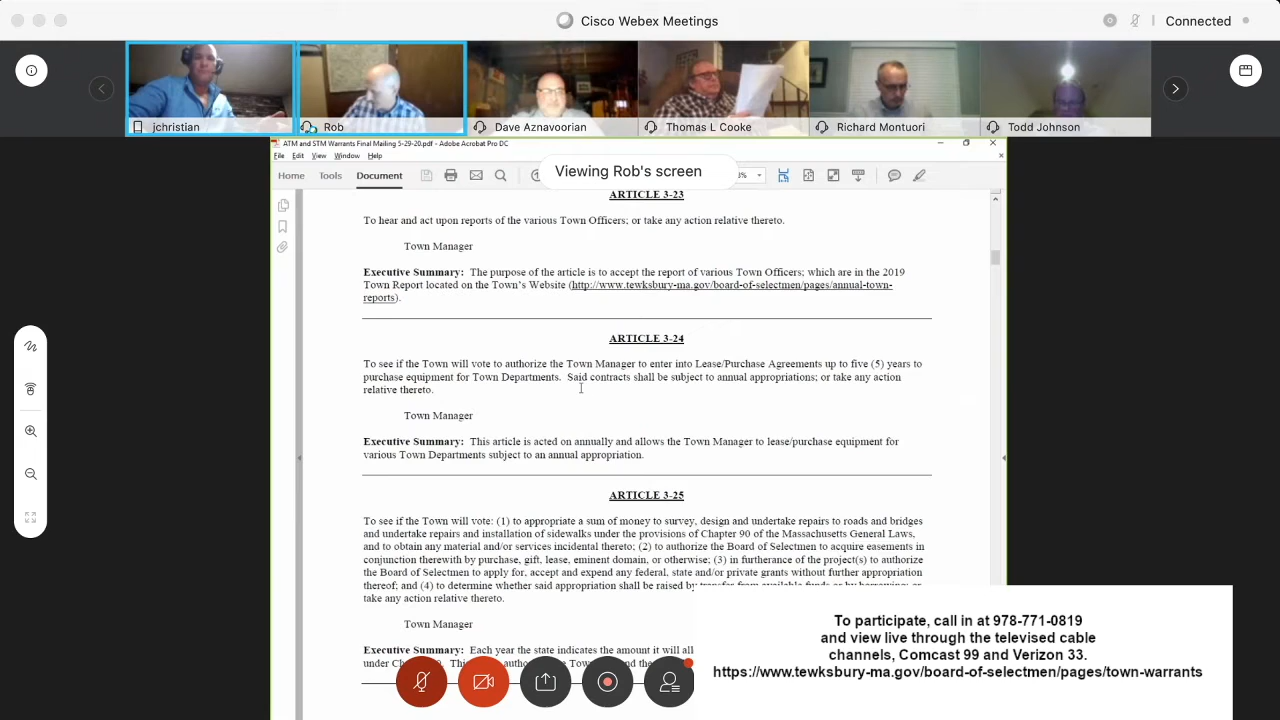 Cisco Webex Meetings
Connected
jchristian
Rob
Dave Aznavoorian
Thomas L Cooke
Richard Montuori
Todd Johnson
ATM and STM Warrants Final Mailing 5-29-20.pdf - Adobe Acrobat Pro DC
File Edit View Window Help
Viewing Rob's screen
Home Tools Document
ARTICLE 3-23
To hear and act upon reports of the various Town Officers; or take any action relative thereto.
Town Manager
Executive Summary: The purpose of the article is to accept the report of various Town Officers; which are in the 2019
Town Report located on the Town's Website (http://www.tewksbury-ma.gov/board-of-selectmen/pages/annual-town-
reports).
ARTICLE 3-24
To see if the Town will vote to authorize the Town Manager to enter into Lease/Purchase Agreements up to five (5) years to
purchase equipment for Town Departments. Said contracts shall be subject to annual appropriations; or take any action
relative thereto.
Town Manager
Executive Summary: This article is acted on annually and allows the Town Manager to lease/purchase equipment for
various Town Departments subject to an annual appropriation.
ARTICLE 3-25
To see if the Town will vote: (1) to appropriate a sum of money to survey, design and undertake repairs to roads and bridges
and undertake repairs and installation of sidewalks under the provisions of Chapter 90 of the Massachusetts General Laws,
and to obtain any material and/or services incidental thereto; (2) to authorize the Board of Selectmen to acquire easements in
conjunction therewith by purchase, gift, lease, eminent domain, or otherwise; (3) in furtherance of the project(s) to authorize
the Board of Selectmen to apply for, accept and expend any federal, state and/or private grants without further appropriation
thereof; and (4) to determine whether said appropriation shall be raised by transfer from available funds or by borrowing; or
take any action relative thereto.
Town Manager
Executive Summary: Each year the state indicates the amount it will
under
To participate, call in at 978-771-0819
and view live through the televised cable
channels, Comcast 99 and Verizon 33.
https://www.tewksbury-ma.gov/board-of-selectmen/pages/town-warrants